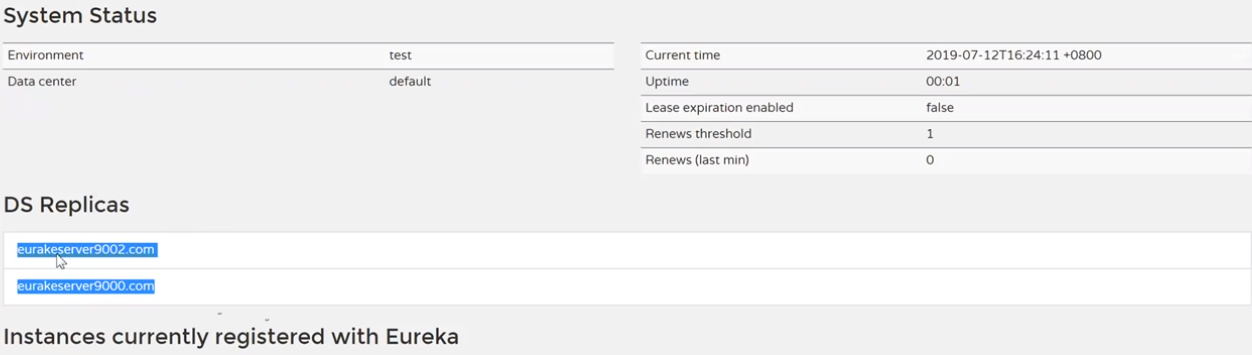 System Status
Environment test
Data center default
Current time 2019-07-12T16:24:11 +0800
Uptime 00:01
Lease expiration enabled false
Renews threshold 1
Renews (last min) 0
DS Replicas
eurakeserver9002.com
eurakeserver9000.com
Instances currently registered with Eureka